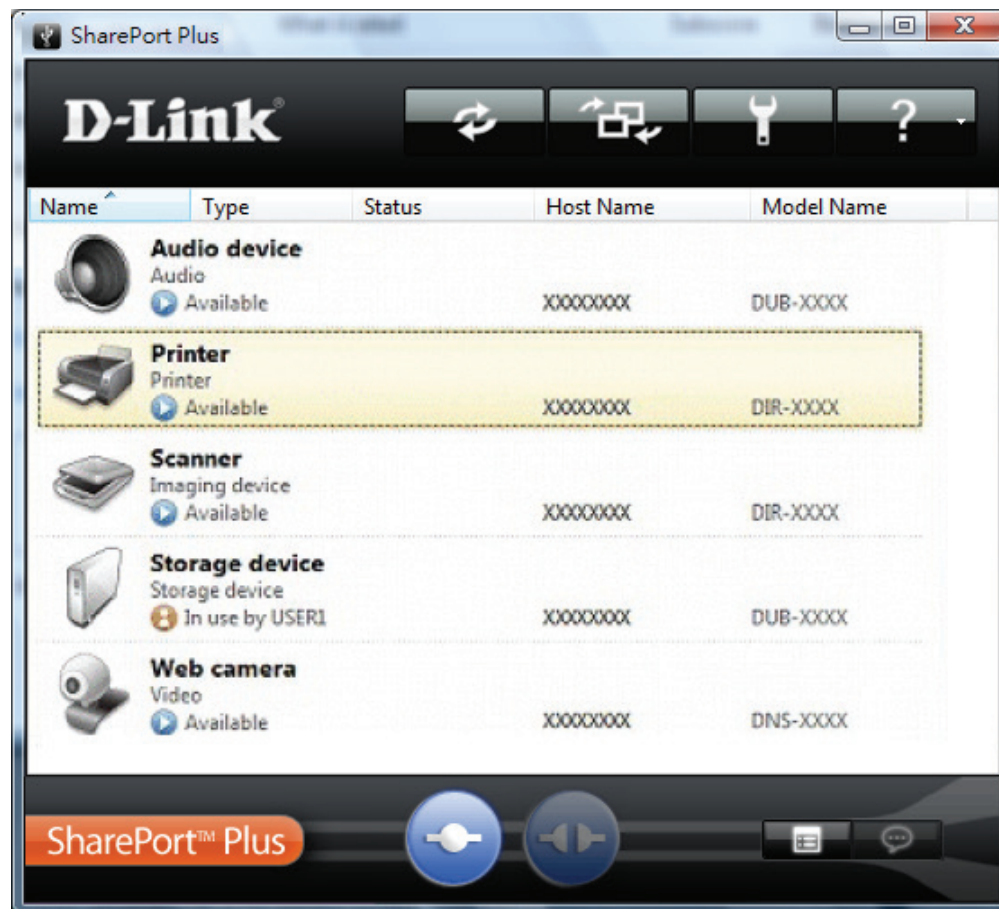 SharePort Plus
D-Link®
?
Name Type Status Host Name Model Name
Audio device
Audio
Available XXXXXXXX DUB-XXXX
Printer
Printer
Available XXXXXXXX DIR-XXXX
Scanner
Imaging device
Available XXXXXXXX DIR-XXXX
Storage device
Storage device
In use by USER1 XXXXXXXX DUB-XXXX
Web camera
Video
Available XXXXXXXX DNS-XXXX
SharePort™ Plus